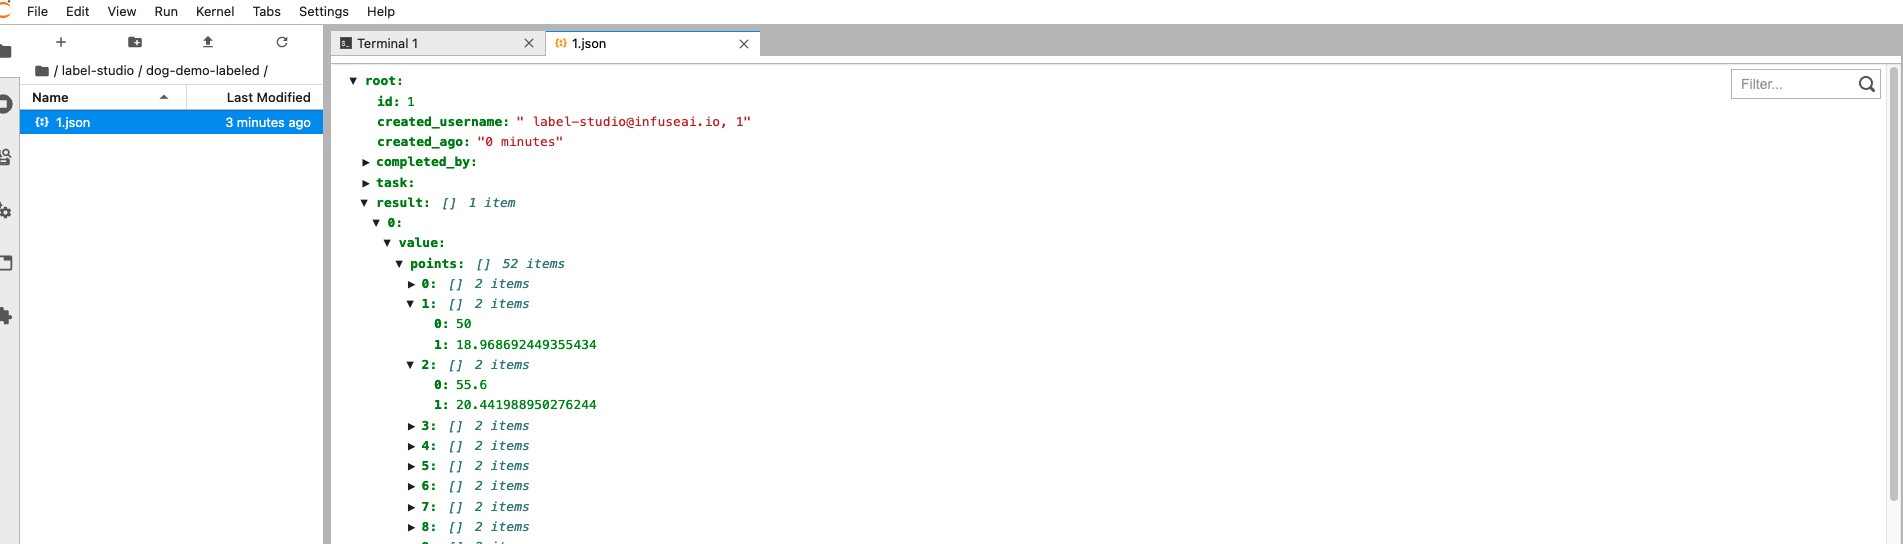 File Edit View Run Kernel Tabs Settings Help
Terminal 1
1.json
/ label-studio / dog-demo-labeled /
Name Last Modified
1.json 3 minutes ago
Filter...
root:
id: 1
created_username: " label-studio@infuseai.io, 1"
created_ago: "0 minutes"
completed_by:
task:
result: [] 1 item
0:
value:
points: [] 52 items
0: [] 2 items
1: [] 2 items
0: 50
1: 18.968692449355434
2: [] 2 items
0: 55.6
1: 20.441988950276244
3: [] 2 items
4: [] 2 items
5: [] 2 items
6: [] 2 items
7: [] 2 items
8: [] 2 items